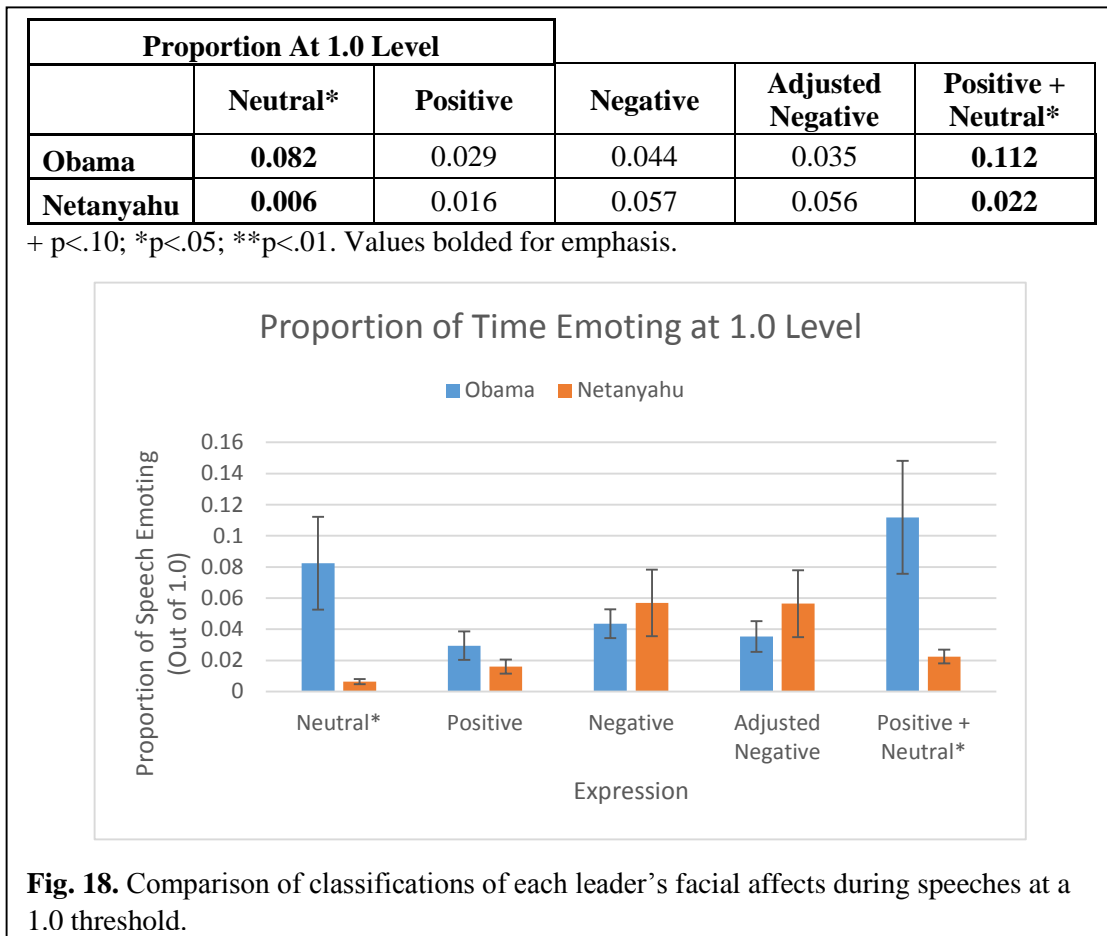 Proportion At 1.0 Level
Neutral* Positive Negative Adjusted Negative Positive + Neutral*
Obama 0.082 0.029 0.044 0.035 0.112
Netanyahu 0.006 0.016 0.057 0.056 0.022
+ p<.10; *p<.05; **p<.01. Values bolded for emphasis.
Proportion of Time Emoting at 1.0 Level
Obama Netanyahu
Proportion of Speech Emoting
(Out of 1.0)
0.16
0.14
0.12
0.1
0.08
0.06
0.04
0.02
0
Neutral* Positive Negative Adjusted Negative Positive + Neutral*
Expression
Fig. 18. Comparison of classifications of each leader's facial affects during speeches at a
1.0 threshold.